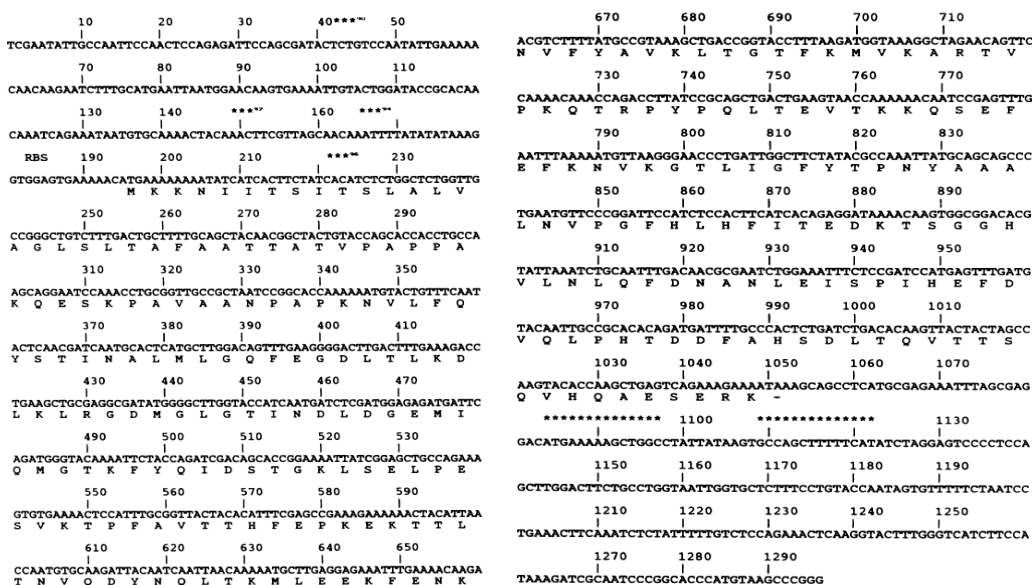 10 20 30 40*** 50
TCGAATATTGCCAATTCCAACTCCAGAGATTCCAGCGATACTCTGTCCAATATTGAAAAA
70 80 90 100 110
CAACAAGAATCTTTGCATGAATTAATGGAACAAGTGAAAATTGTACTGGATACCGCACAA
130 140 *** 160 ***
CAAATCAGAAATAATGTGCAAAACTACAAACTTCGTTAGCAACAAATTTTATATATAAAG
RBS 190 200 210 *** 230
GTGGAGTGAAAAACATGAAAAAAAATATCATCACTTCTATCACATCTCTGGCTCTGGTTG
M K K N I I T S I T S L A L V
250 260 270 280 290
CCGGGCTGTCTTTGACTGCTTTTGCAGCTACAACGGCTACTGTACCAGCACCACCTGCCA
A G L S L T A F A A T T A T V P A P P A
310 320 330 340 350
AGCAGGAATCCAAACCTGCGGTTGCCGCTAATCCGGCACCAAAAAATGTACTGTTTCAAT
K Q E S K P A V A A N P A P K N V L F Q
370 380 390 400 410
ACTCAACGATCAATGCACTCATGCTTGGACAGTTTGAAGGGGACTTGACTTTGAAAGACC
Y S T I N A L M L G Q F E G D L T L K D
430 440 450 460 470
TGAAGCTGCGAGGCGATATGGGGCTTGGTACCATCAATGATCTCGATGGAGAGATGATTC
L K L R G D M G L G T I N D L D G E M I
490 500 510 520 530
AGATGGGTACAAAATTCTACCAGATCGACAGCACCGGAAAATTATCGGAGCTGCCAGAAA
Q M G T K F Y Q I D S T G K L S E L P E
550 560 570 580 590
GTGTGAAAACTCCATTTGCGGTTACTACACATTTCGAGCCGAAAGAAAAAACTACATTAA
S V K T P F A V T T H F E P K E K T T L
610 620 630 640 650
CCAATGTGCAAGATTACAATCAATTAACAAAAATGCTTGAGGAGAAATTTGAAAACAAGA
T N V Q D Y N Q L T K M L E E K F E N K
670 680 690 700 710
ACGTCTTTTATGCCGTAAAGCTGACCGGTACCTTTAAGATGGTAAAGGCTAGAACAGTTC
N V F Y A V K L T G T F K M V K A R T V
730 740 750 760 770
CAAAACAAACCAGACCTTATCCGCAGCTGACTGAAGTAACCAAAAAACAATCCGAGTTTG
P K Q T R P Y P Q L T E V T K K Q S E F
790 800 810 820 830
AATTTAAAAATGTTAAGGGAACCCTGATTGGCTTCTATACGCCAAATTATGCAGCAGCCC
E F K N V K G T L I G F Y T P N Y A A A
850 860 870 880 890
TGAATGTTCCCGGATTCCATCTCCACTTCATCACAGAGGATAAAACAAGTGGCGGACACG
L N V P G F H L H F I T E D K T S G G H
910 920 930 940 950
TATTAAATCTGCAATTTGACAACGCGAATCTGGAAATTTCTCCGATCCATGAGTTTGATG
V L N L Q F D N A N L E I S P I H E F D
970 980 990 1000 1010
TACAATTGCCGCACACAGATGATTTTGCCCACTCTGATCTGACACAAGTTACTACTAGCC
V Q L P H T D D F A H S D L T Q V T T S
1030 1040 1050 1060 1070
AAGTACACCAAGCTGAGTCAGAAAGAAAATAAAGCAGCCTCATGCGAGAAATTTAGCGAG
Q V H Q A E S E R K -
************** 1100 ************** 1130
GACATGAAAAAGCTGGCCTATTATAAGTGCCAGCTTTTTCATATCTAGGAGTCCCCTCCA
1150 1160 1170 1180 1190
GCTTGGACTTCTGCCTGGTAATTGGTGCTCTTTCCTGTACCAATAGTGTTTTTCTAATCC
1210 1220 1230 1240 1250
TGAAACTTCAAATCTCTATTTTTGTCTCCAGAAACTCAAGGTACTTTGGGTCATCTTCCA
1270 1280 1290
TAAAGATCGCAATCCCGGCACCCATGTAAGCCCGGG